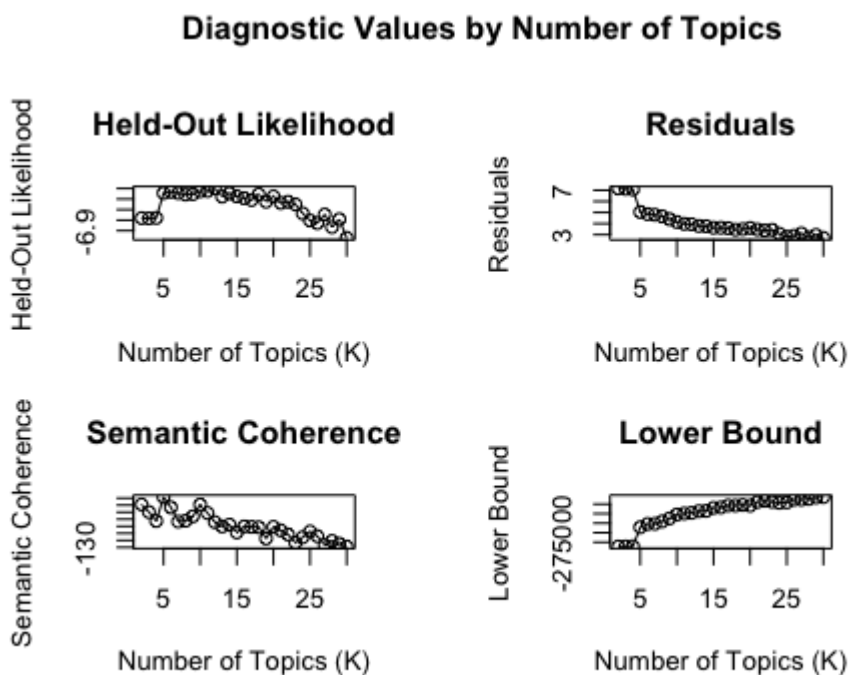 Diagnostic Values by Number of Topics
Held-Out Likelihood
Held-Out Likelihood
-6.9
5 15 25
Number of Topics (K)
Residuals
Residuals
7
3
5 15 25
Number of Topics (K)
Semantic Coherence
Semantic Coherence
-130
5 15 25
Number of Topics (K)
Lower Bound
Lower Bound
-275000
5 15 25
Number of Topics (K)